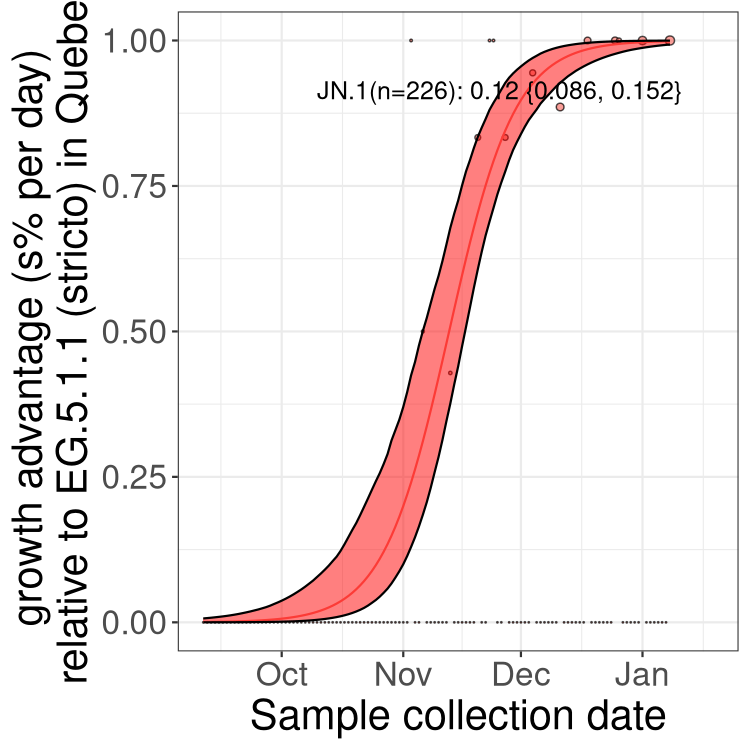 growth advantage (s% per day)
relative to EG.5.1.1 (stricto) in Quebe
1.00
0.75
0.50
0.25
0.00
JN.1(n=226): 0.12 {0.086, 0.152}
Oct Nov Dec Jan
Sample collection date